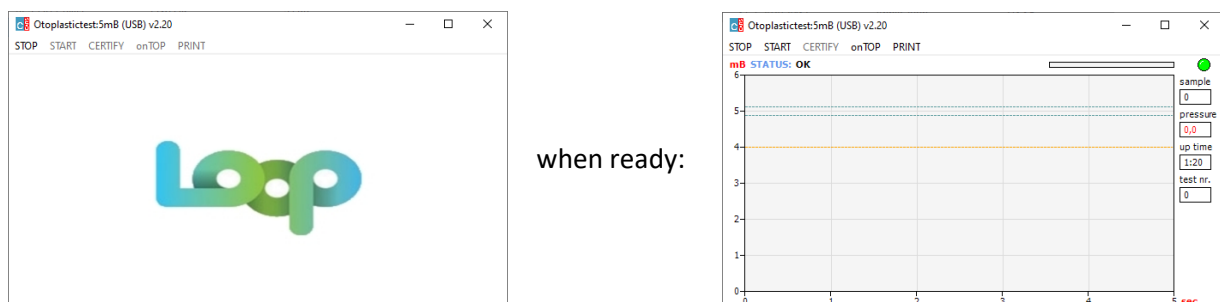 Otoplastictest:5mB (USB) v2.20
STOP START CERTIFY onTOP PRINT
Loop
when ready:
Otoplastictest:5mB (USB) v2.20
STOP START CERTIFY onTOP PRINT
mB STATUS: OK
6
5
4
3
2
1
0
0 1 2 3 4 5 sec
sample
0
pressure
0,0
up time
1:20
test nr.
0